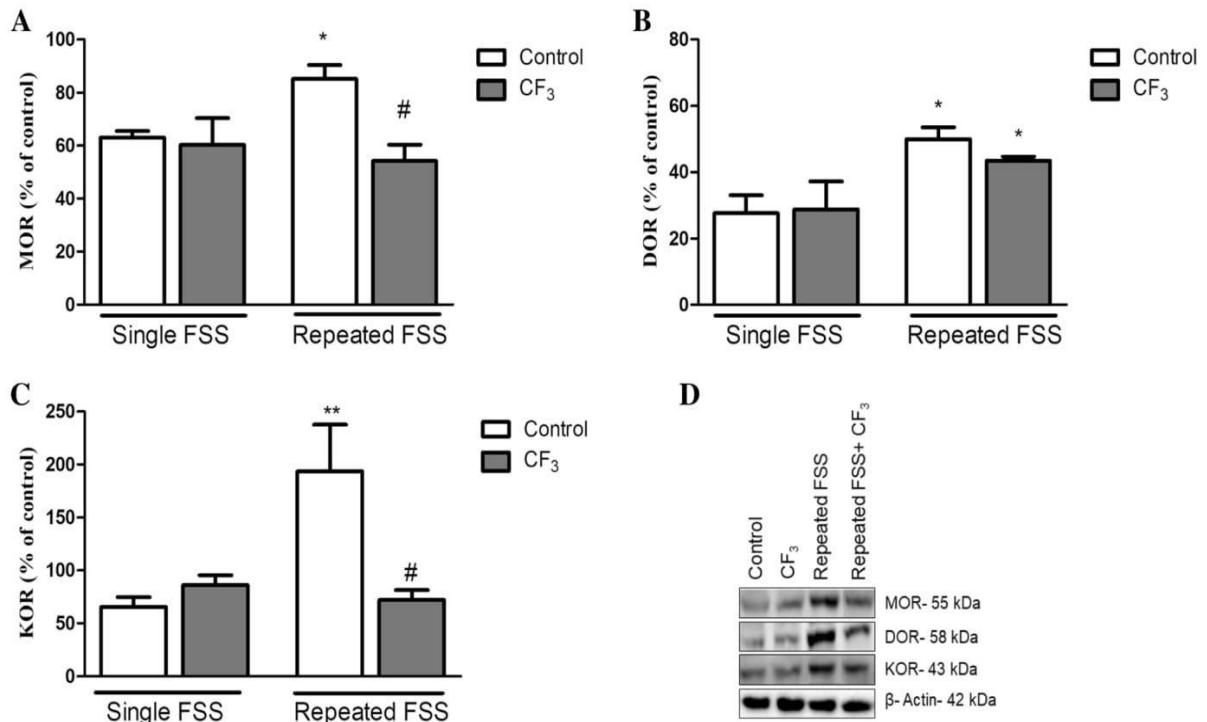 A
MOR (% of control)
100
80
60
40
20
0
*
#
Control
CF₃
Single FSS
Repeated FSS
B
DOR (% of control)
80
60
40
20
0
*
*
Control
CF₃
Single FSS
Repeated FSS
C
KOR (% of control)
250
200
150
100
50
0
**
#
Control
CF₃
Single FSS
Repeated FSS
D
Control
CF₃
Repeated FSS
Repeated FSS+ CF₃
MOR- 55 kDa
DOR- 58 kDa
KOR- 43 kDa
β- Actin- 42 kDa